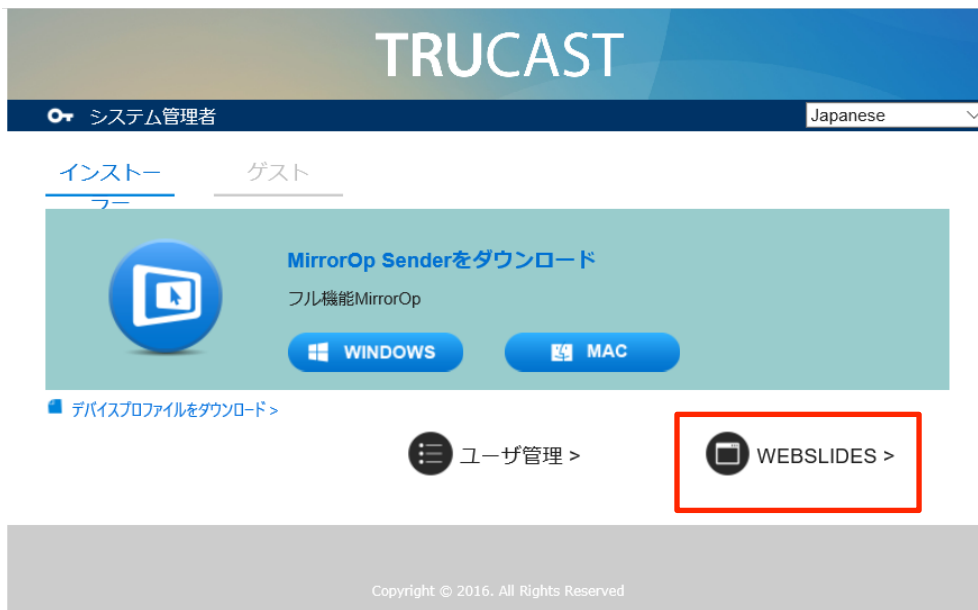 TRUCAST
システム管理者
Japanese
インストー
ラー
ゲスト
MirrorOp Senderをダウンロード
フル機能MirrorOp
WINDOWS
MAC
デバイスプロファイルをダウンロード >
ユーザ管理 >
WEBSLIDES >
Copyright © 2016. All Rights Reserved